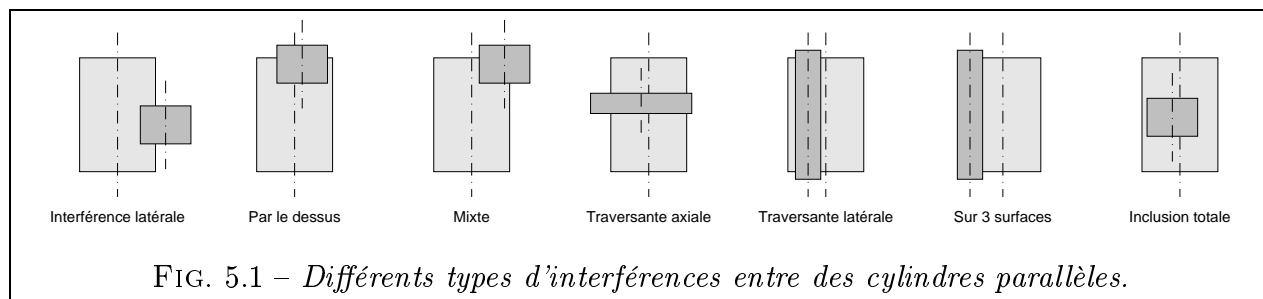 Interférence latérale
Par le dessus
Mixte
Traversante axiale
Traversante latérale
Sur 3 surfaces
Inclusion totale
FIG. 5.1 – Différents types d'interférences entre des cylindres parallèles.